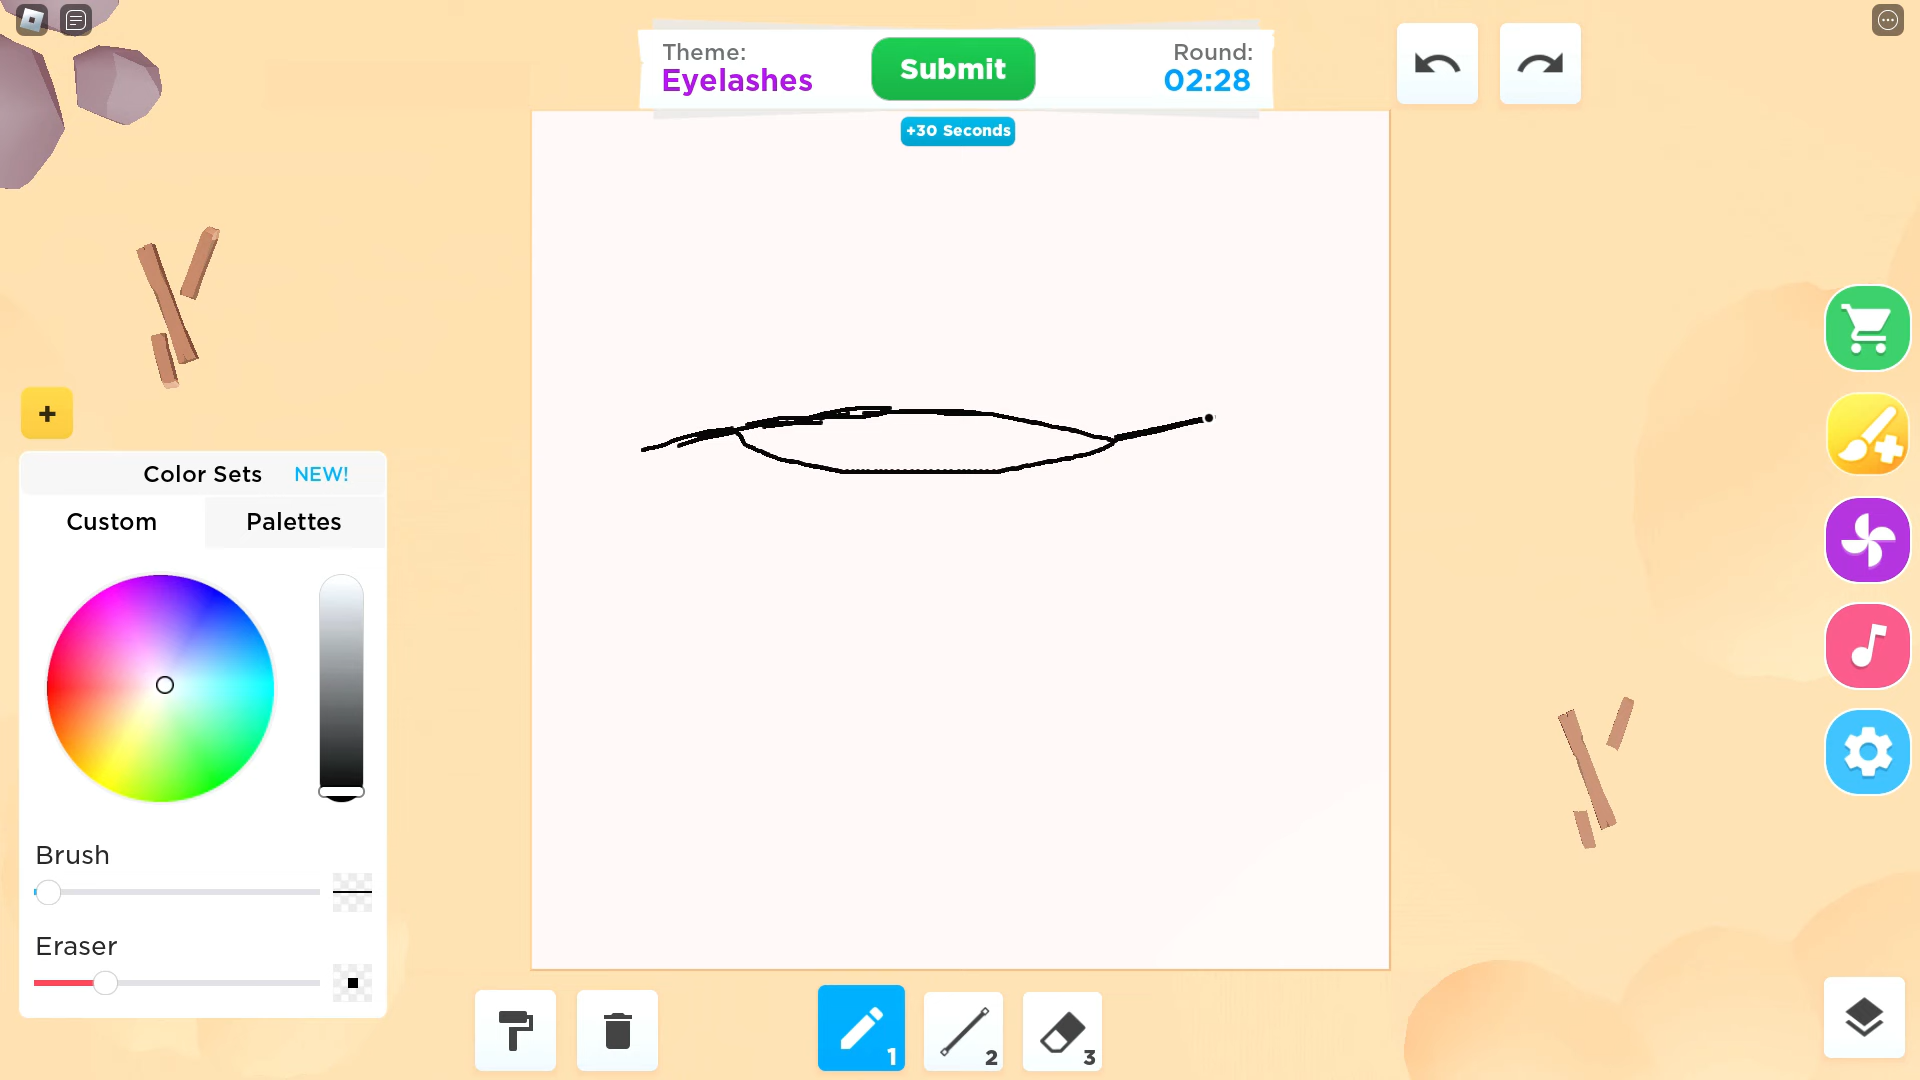 Theme:
Eyelashes
Submit
Round:
02:28
+30 Seconds
+
Color Sets NEW!
Custom
Palettes
Brush
Eraser
1
2
3